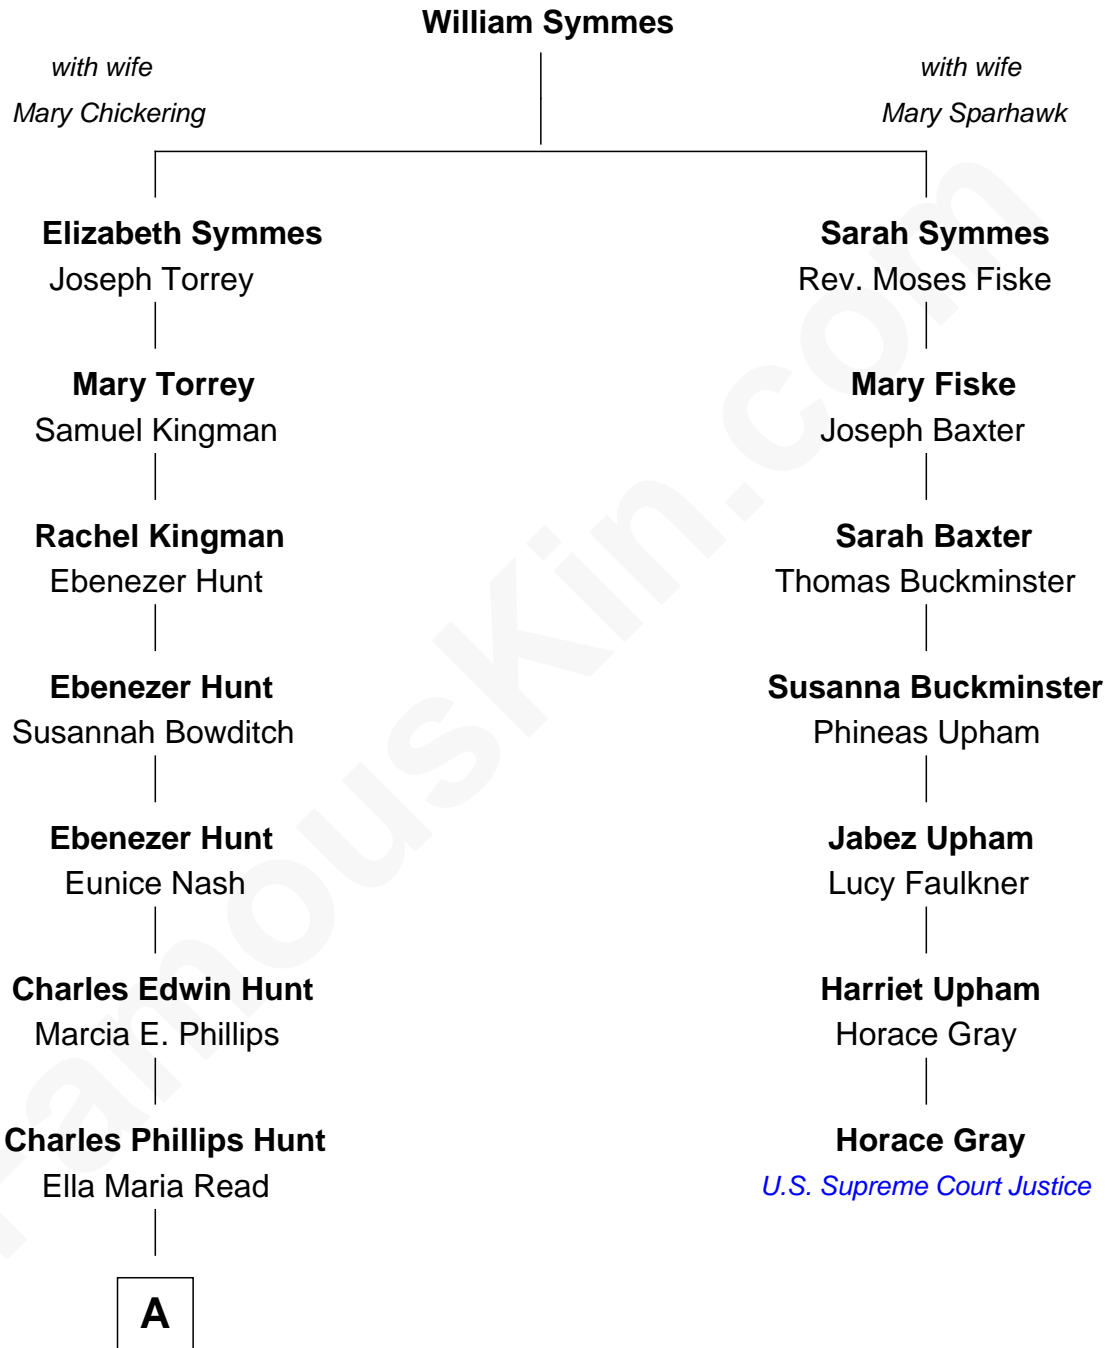 William Symmes
with wife
Mary Chickering
with wife
Mary Sparhawk
Elizabeth Symmes
Joseph Torrey
Sarah Symmes
Rev. Moses Fiske
Mary Torrey
Samuel Kingman
Mary Fiske
Joseph Baxter
Rachel Kingman
Ebenezer Hunt
Sarah Baxter
Thomas Buckminster
Ebenezer Hunt
Susannah Bowditch
Susanna Buckminster
Phineas Upham
Ebenezer Hunt
Eunice Nash
Jabez Upham
Lucy Faulkner
Charles Edwin Hunt
Marcia E. Phillips
Harriet Upham
Horace Gray
Charles Phillips Hunt
Ella Maria Read
Horace Gray
U.S. Supreme Court Justice
A
FamousKin.com